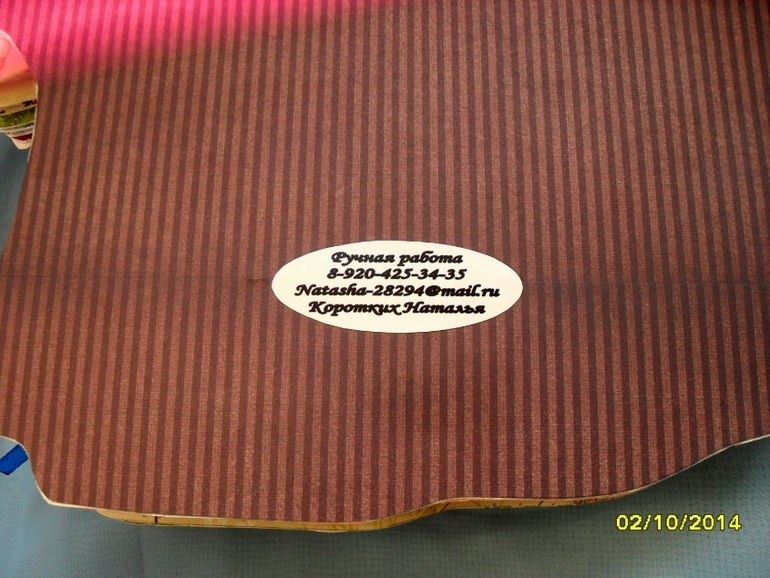 Ручная работа
8-920-425-34-35
Natasha-28294@mail.ru
Коротких Наталья
02/10/2014